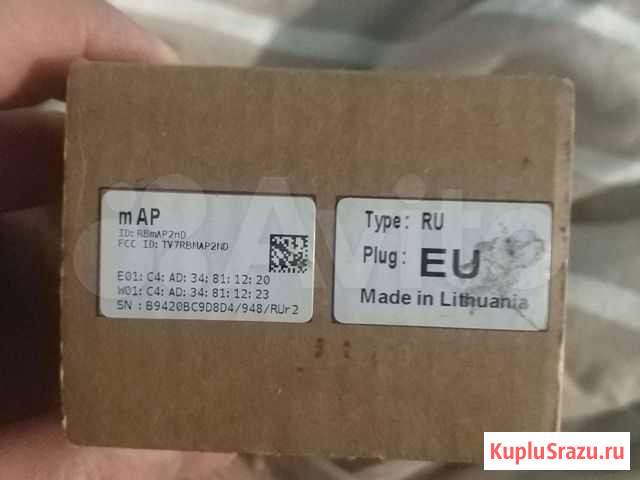 mAP
ID: RBmAP2nD
FCC ID: TV7RBMAP2ND
E01: C4: AD: 34: 81: 12: 20
W01: C4: AD: 34: 81: 12: 23
SN : B9420BC9D8D4/948/RUr2
Type: RU
Plug: EU
Made in Lithuania
Avito
KupluSrazu.ru